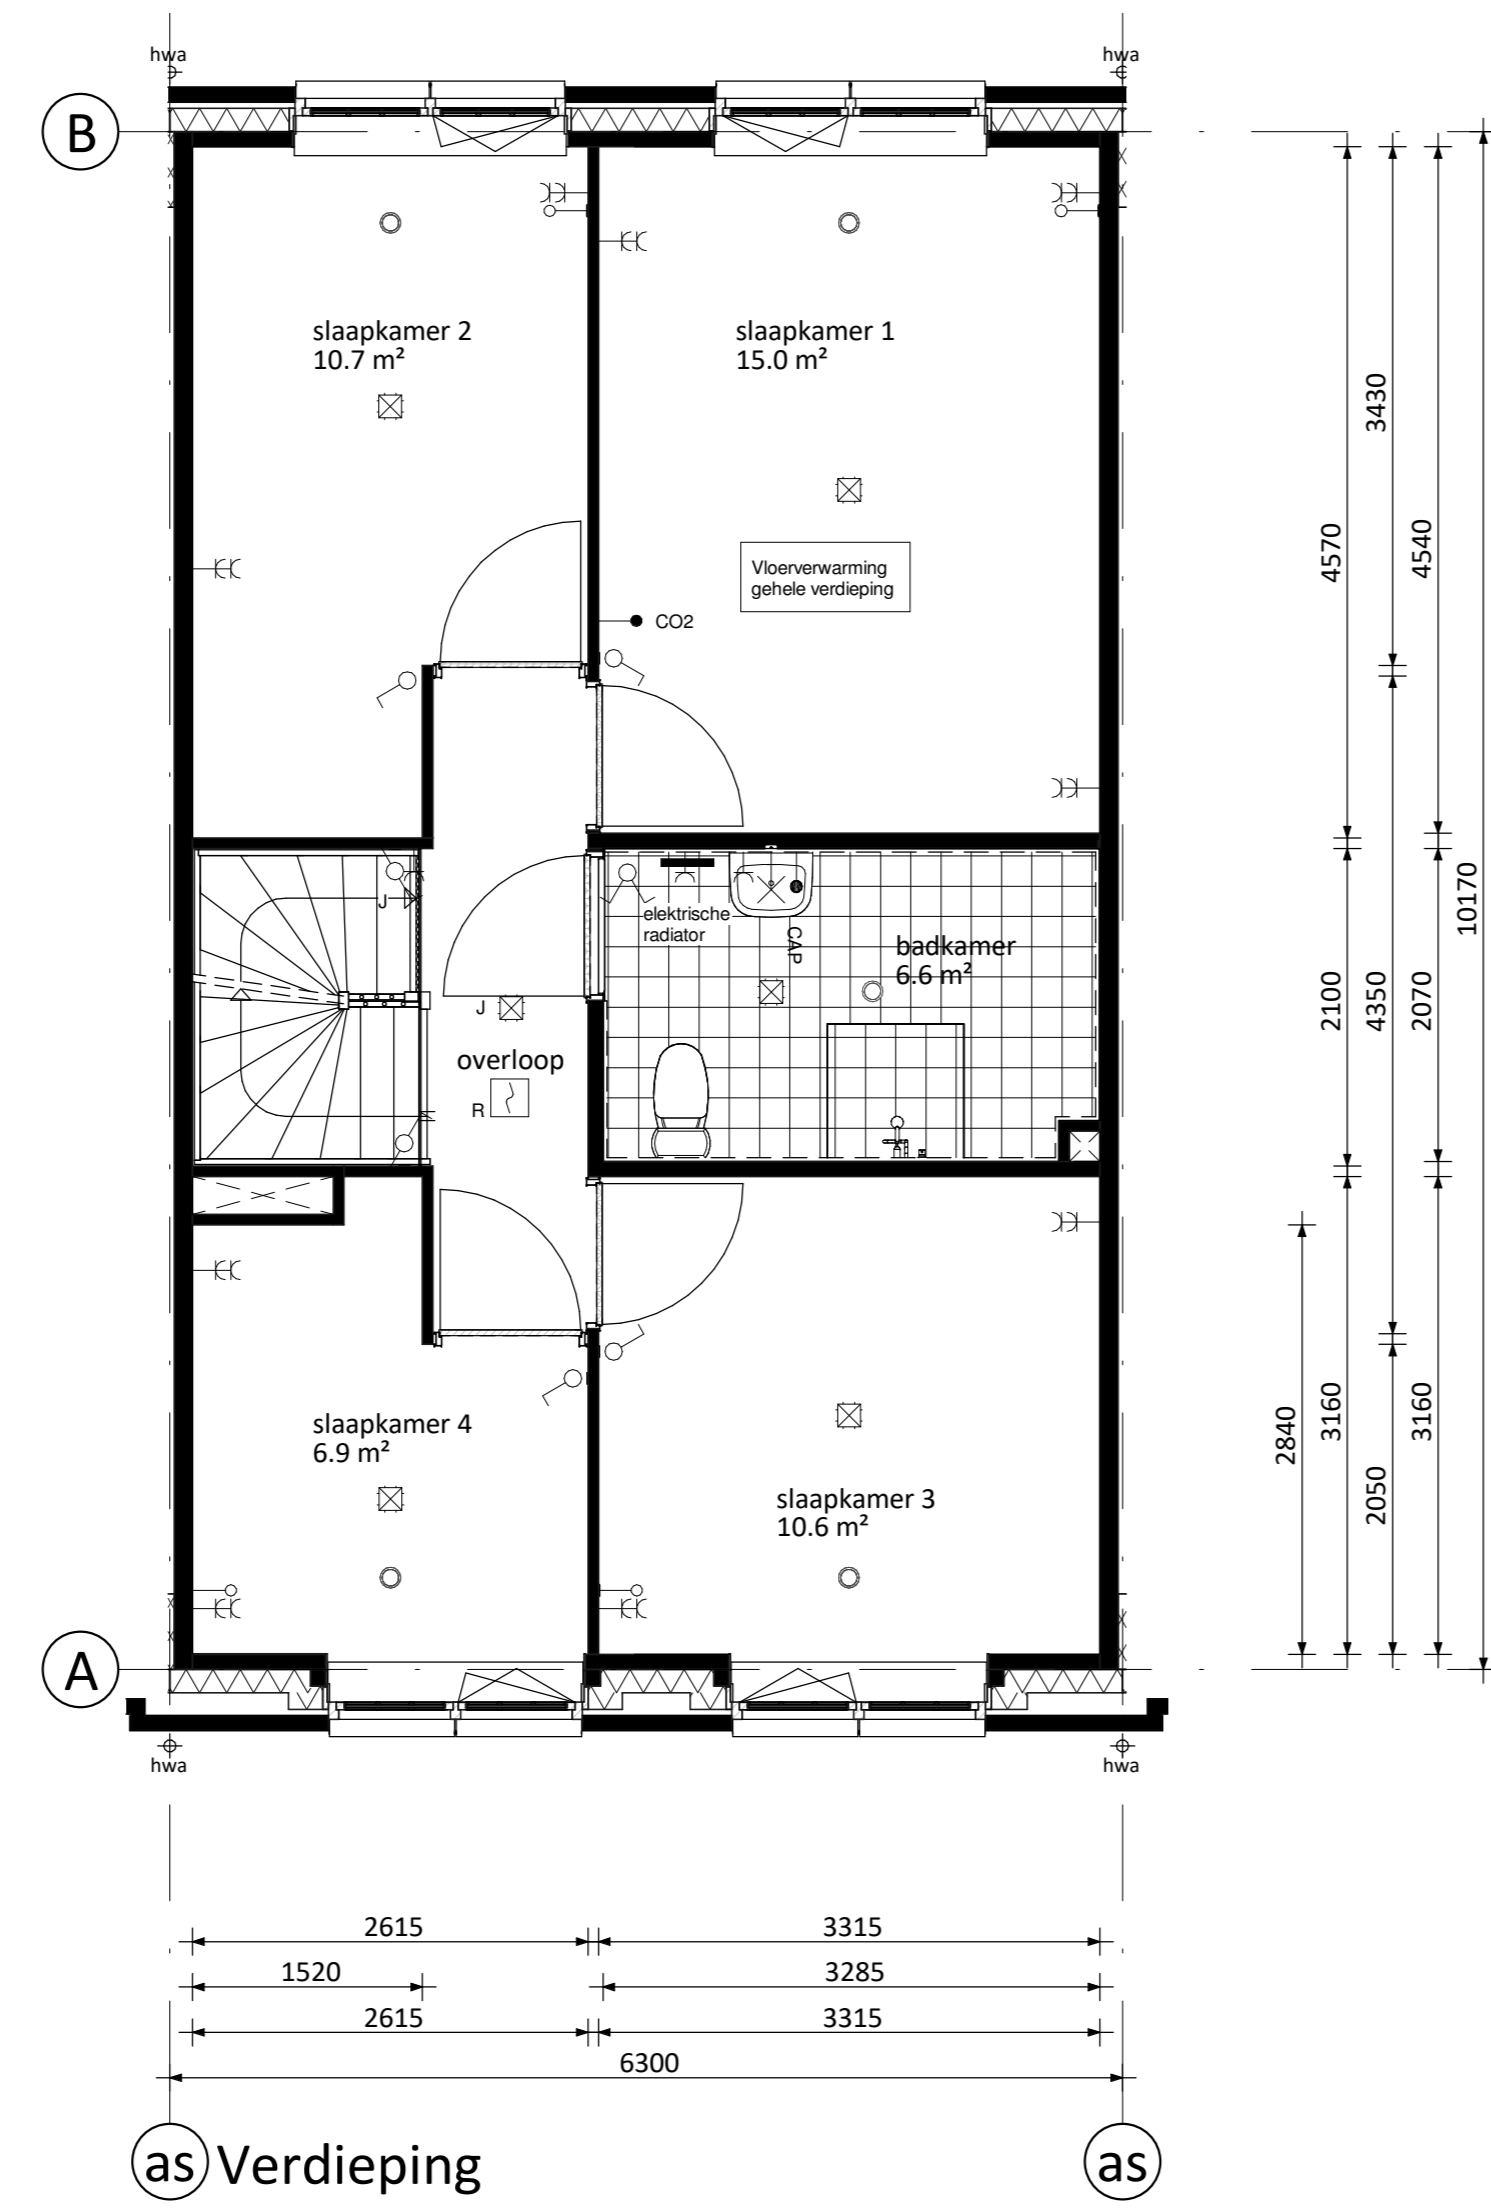 hwa
hwa
B
slaapkamer 2
10.7 m²
slaapkamer 1
15.0 m²
Vloerverwarming
gehele verdieping
CO2
3430
4570
4540
10170
J
elektrische
radiator
CAP
badkamer
6.6 m²
J
overloop
R
2100
4350
2070
slaapkamer 4
6.9 m²
slaapkamer 3
10.6 m²
2840
3160
2050
3160
A
hwa
hwa
2615
3315
1520
3285
2615
3315
6300
as
Verdieping
as